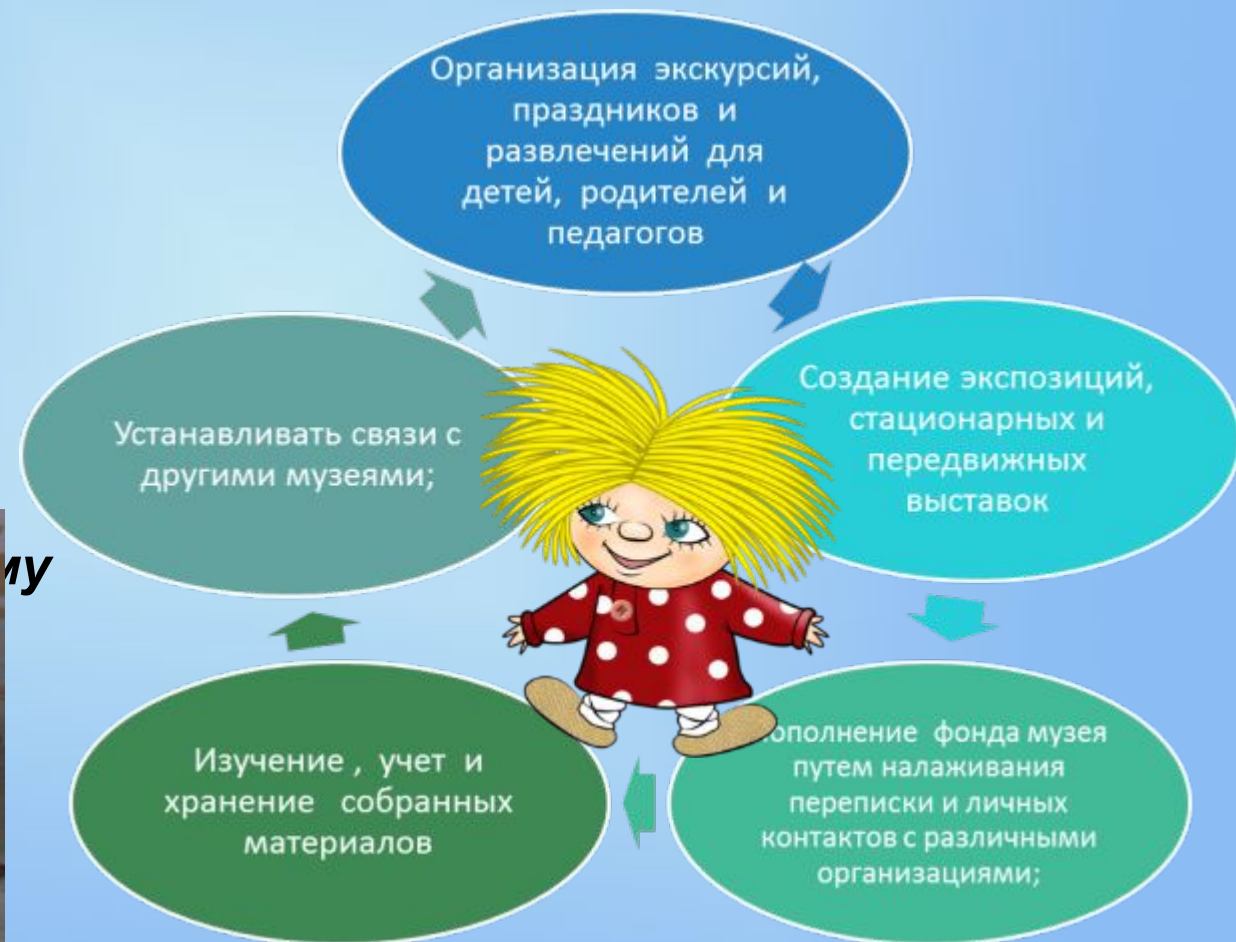 Организация экскурсий,
праздников и
развлечений для
детей, родителей и
педагогов
Создание экспозиций,
стационарных и
передвижных
выставок
Устанавливать связи с
другими музеями;
ополнение фонда музея
путем налаживания
переписки и личных
контактов с различными
организациями;
Изучение , учет и
хранение собранных
материалов